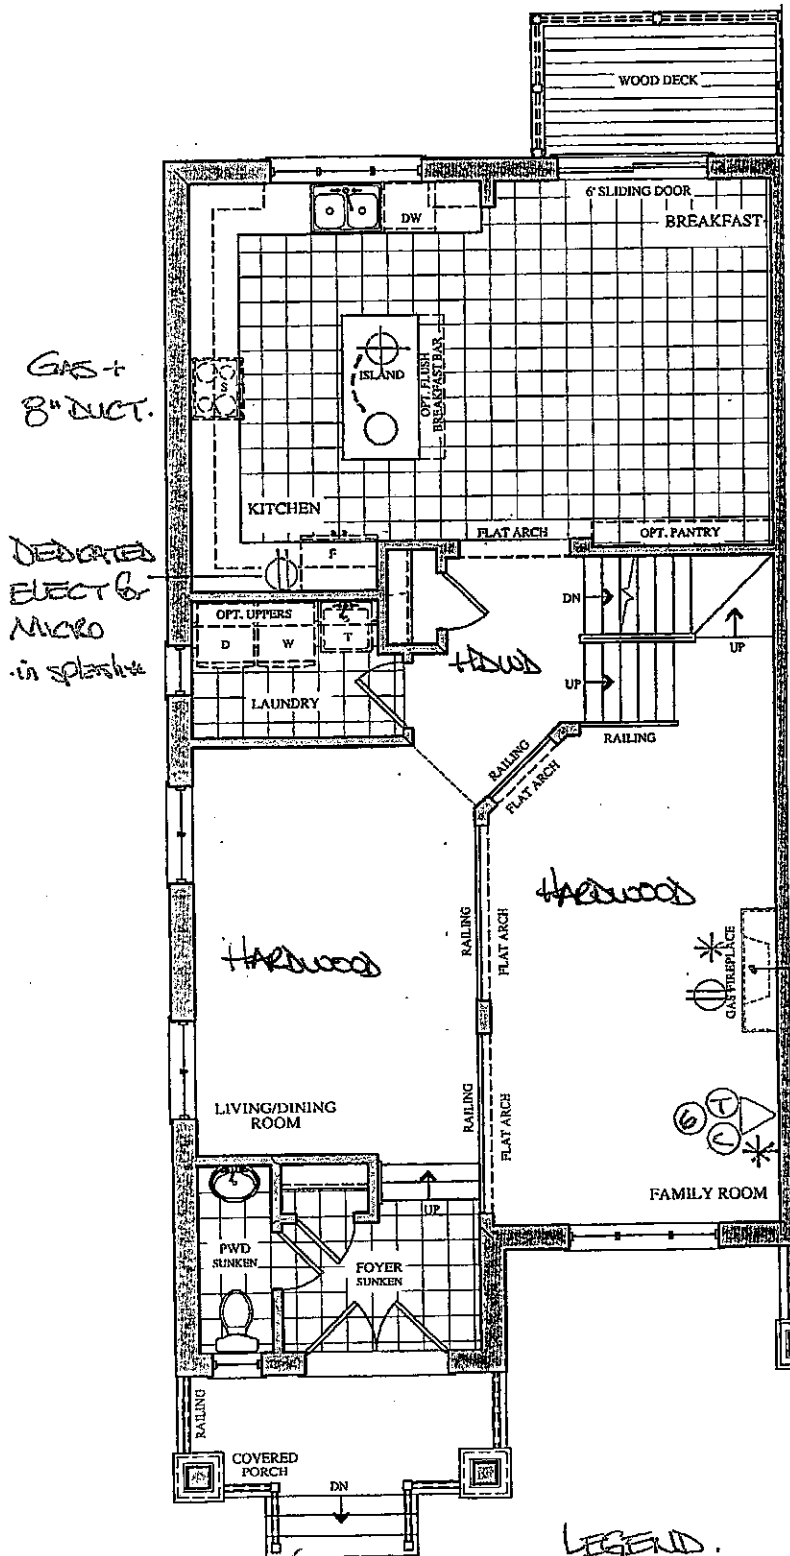 WOOD DECK
6' SLIDING DOOR
BREAKFAST
DW
GAS +
8" DUCT.
S
ISLAND
OPT. FLUSH
BREAKFAST BAR
KITCHEN
FLAT ARCH
OPT. PANTRY
F
DEDICATED
ELECT for
MICRO
in splash
OPT. UPPERS
D
W
T
LAUNDRY
HDWD
DN
UP
UP
RAILING
RAILING
FLAT ARCH
HARDWOOD
HARDWOOD
RAILING
FLAT ARCH
GAS FIREPLACE
RAILING
FLAT ARCH
LIVING/DINING
ROOM
6
T
C
FAMILY ROOM
UP
PWD
SUNKEN
FOYER
SUNKEN
RAILING
COVERED
PORCH
DN
LEGEND.